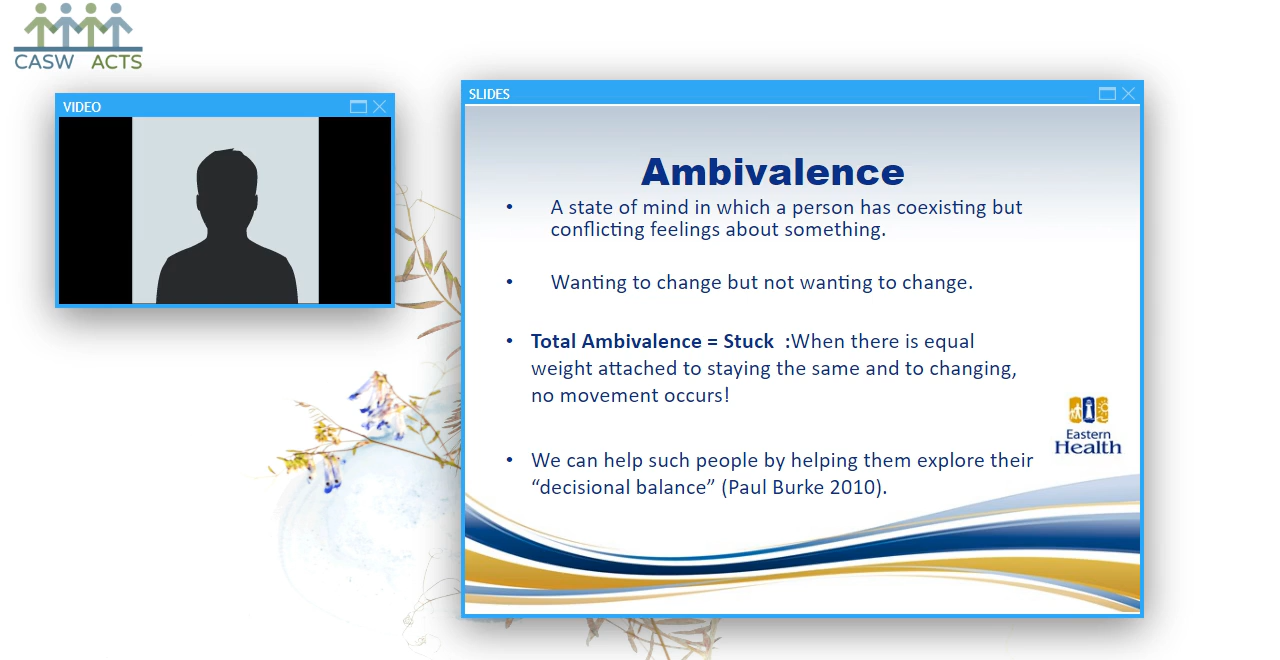 CASW ACTS
VIDEO
SLIDES
Ambivalence
• A state of mind in which a person has coexisting but
conflicting feelings about something.
• Wanting to change but not wanting to change.
• Total Ambivalence = Stuck :When there is equal
weight attached to staying the same and to changing,
no movement occurs!
Eastern
Health
• We can help such people by helping them explore their
“decisional balance” (Paul Burke 2010).